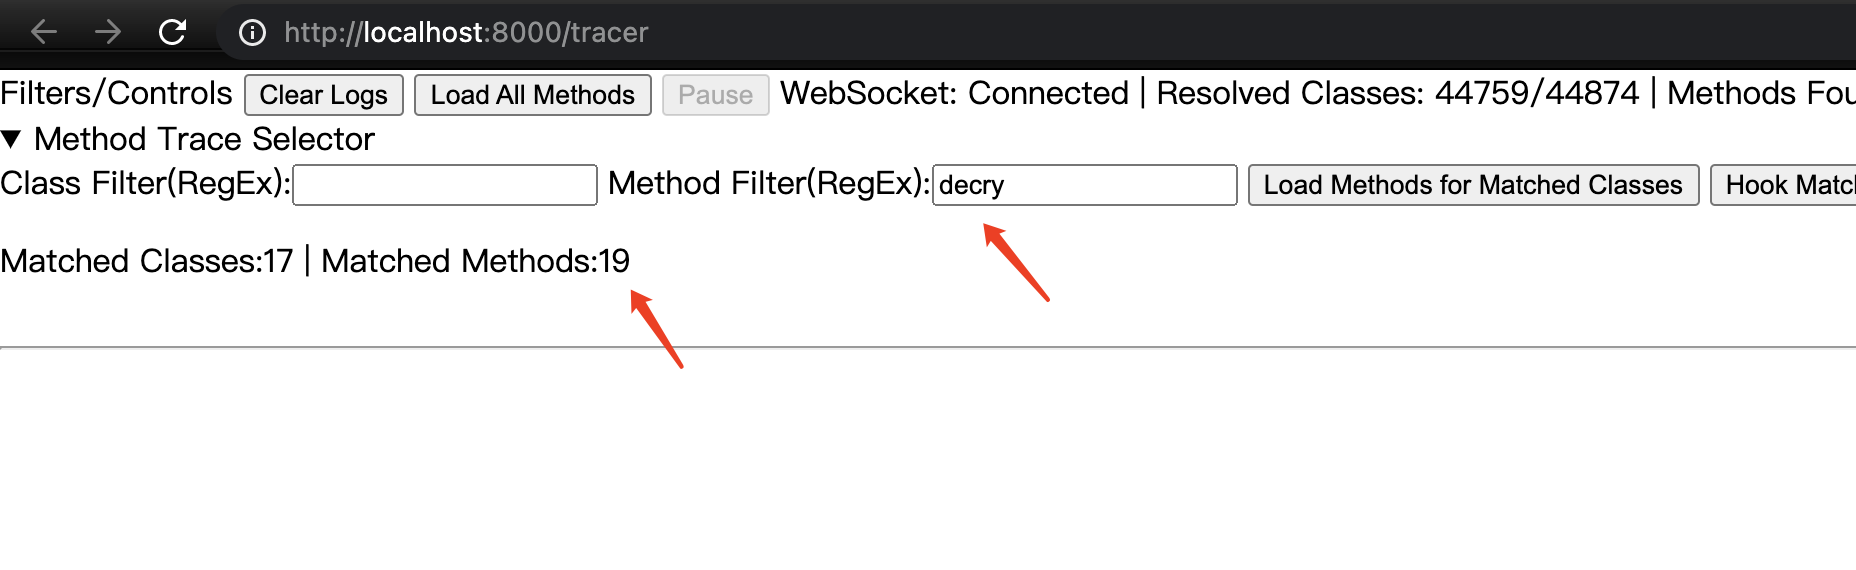 http://localhost:8000/tracer
Filters/Controls Clear Logs Load All Methods Pause WebSocket: Connected | Resolved Classes: 44759/44874 | Methods Fou
▼ Method Trace Selector
Class Filter(RegEx): Method Filter(RegEx): decry Load Methods for Matched Classes Hook Matc
Matched Classes:17 | Matched Methods:19